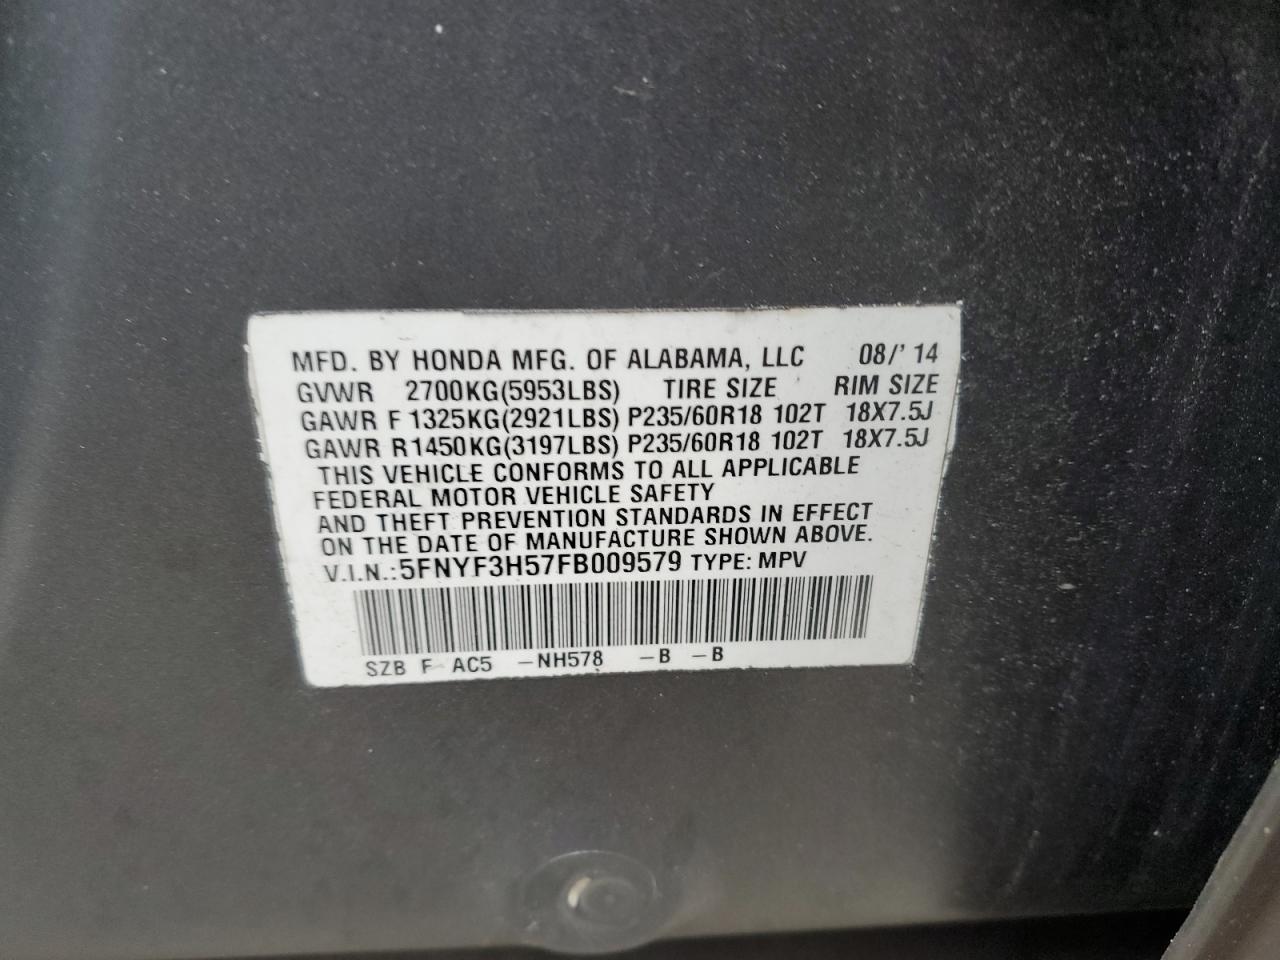 MFD. BY HONDA MFG. OF ALABAMA, LLC 08/' 14
GVWR 2700KG(5953LBS) TIRE SIZE RIM SIZE
GAWR F 1325KG(2921LBS) P235/60R18 102T 18X7.5J
GAWR R1450KG(3197LBS) P235/60R18 102T 18X7.5J
THIS VEHICLE CONFORMS TO ALL APPLICABLE
FEDERAL MOTOR VEHICLE SAFETY
AND THEFT PREVENTION STANDARDS IN EFFECT
ON THE DATE OF MANUFACTURE SHOWN ABOVE.
V.I.N.:5FNYF3H57FB009579 TYPE: MPV
SZB F AC5 –NH578 –B –B